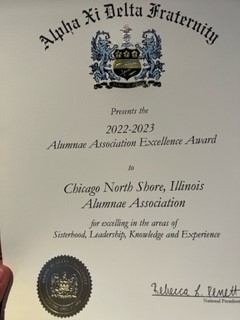 Alpha Xi Delta Fraternity
Presents the
2022-2023
Alumnae Association Excellence Award
to
Chicago North Shore, Illinois
Alumnae Association
for excelling in the areas of
Sisterhood, Leadership, Knowledge and Experience
Rebecca L.
National President